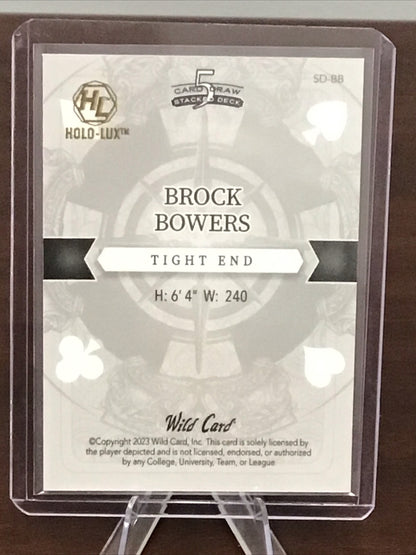 HL
HOLO-LUX™
5
CARD DRAW
STACKED DECK
SD-BB
BROCK
BOWERS
TIGHT END
H: 6' 4" W: 240
Wild Card
©Copyright 2023 Wild Card, Inc. This card is solely licensed by
the player depicted and is not licensed, endorsed, or authorized
by any College, University, Team, or League